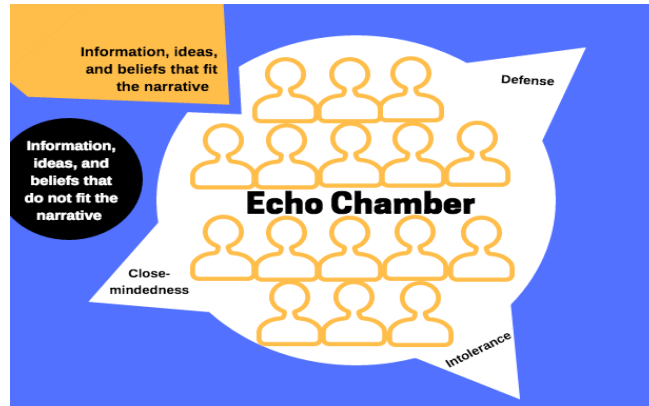 Information, ideas,
and beliefs that fit
the narrative
Defense
Information,
ideas, and
beliefs that
do not fit the
narrative
Echo Chamber
Close-
mindedness
Intolerance